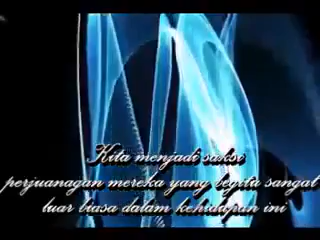 Kita menjadi saksi
perjuanagan mereka yang begitu sangat
luar biasa dalam kehidupan ini